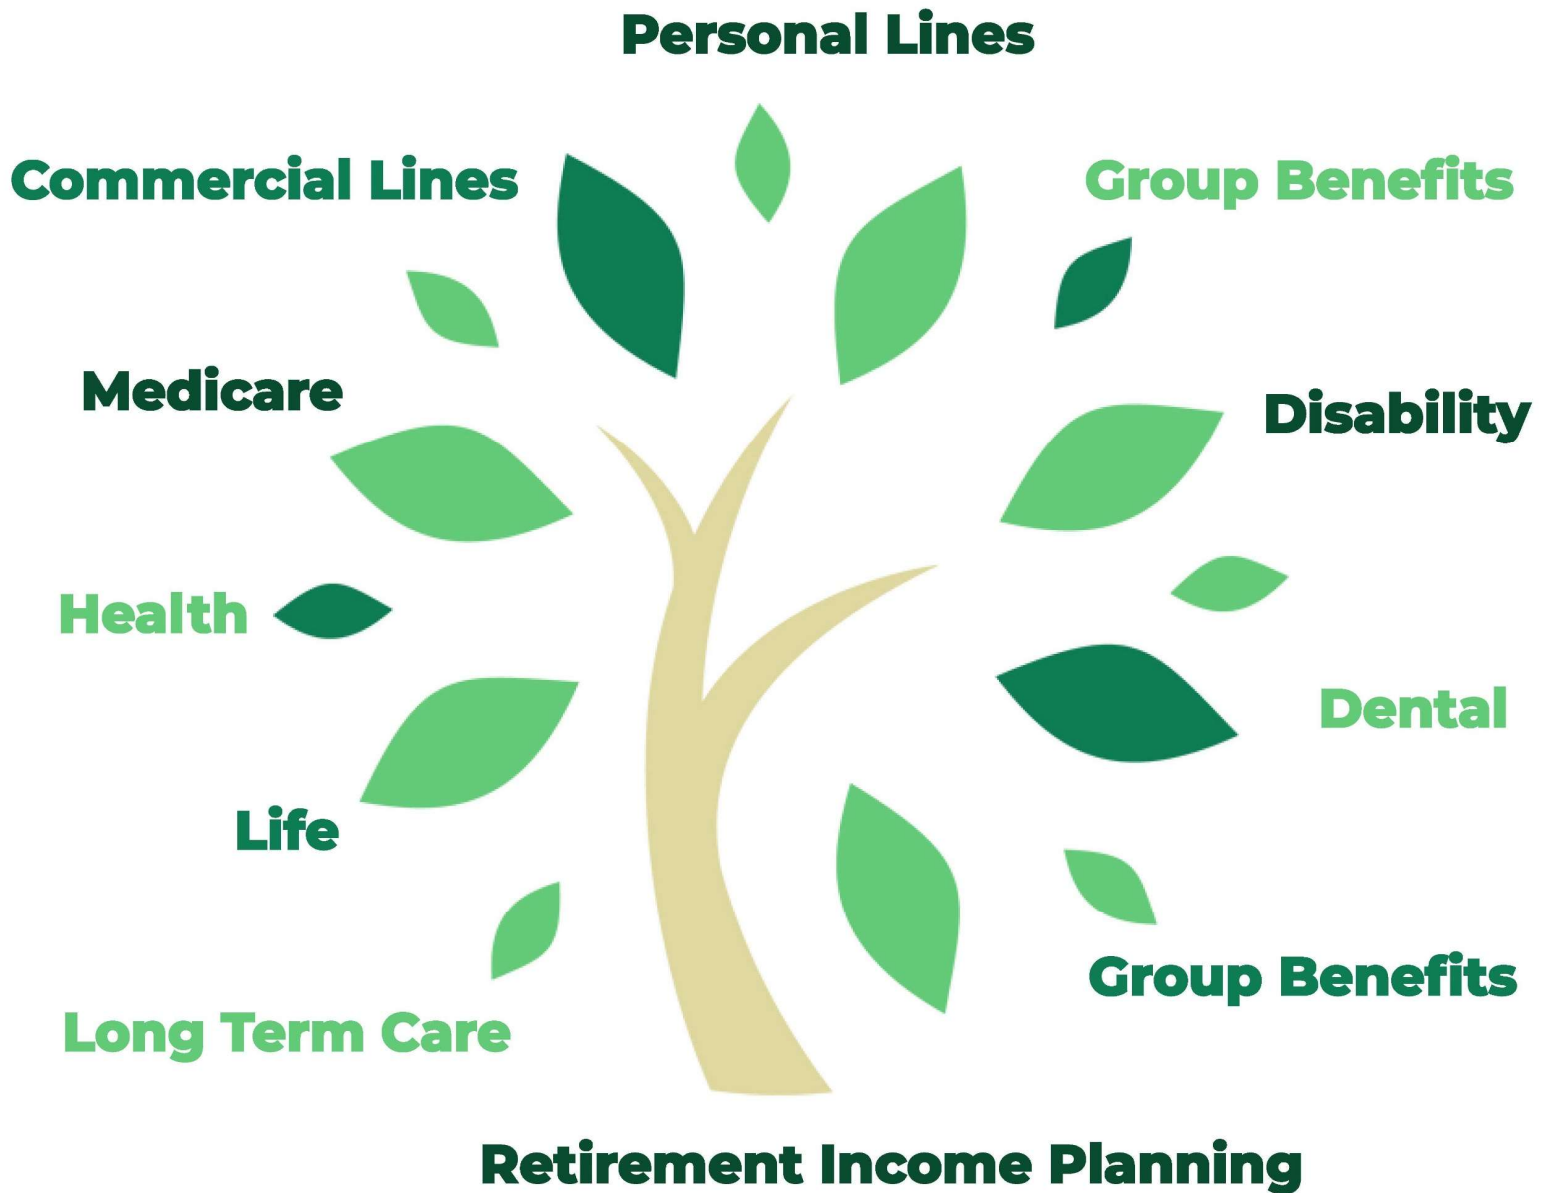 Personal Lines
Commercial Lines
Group Benefits
Medicare
Disability
Health
Dental
Life
Group Benefits
Long Term Care
Retirement Income Planning